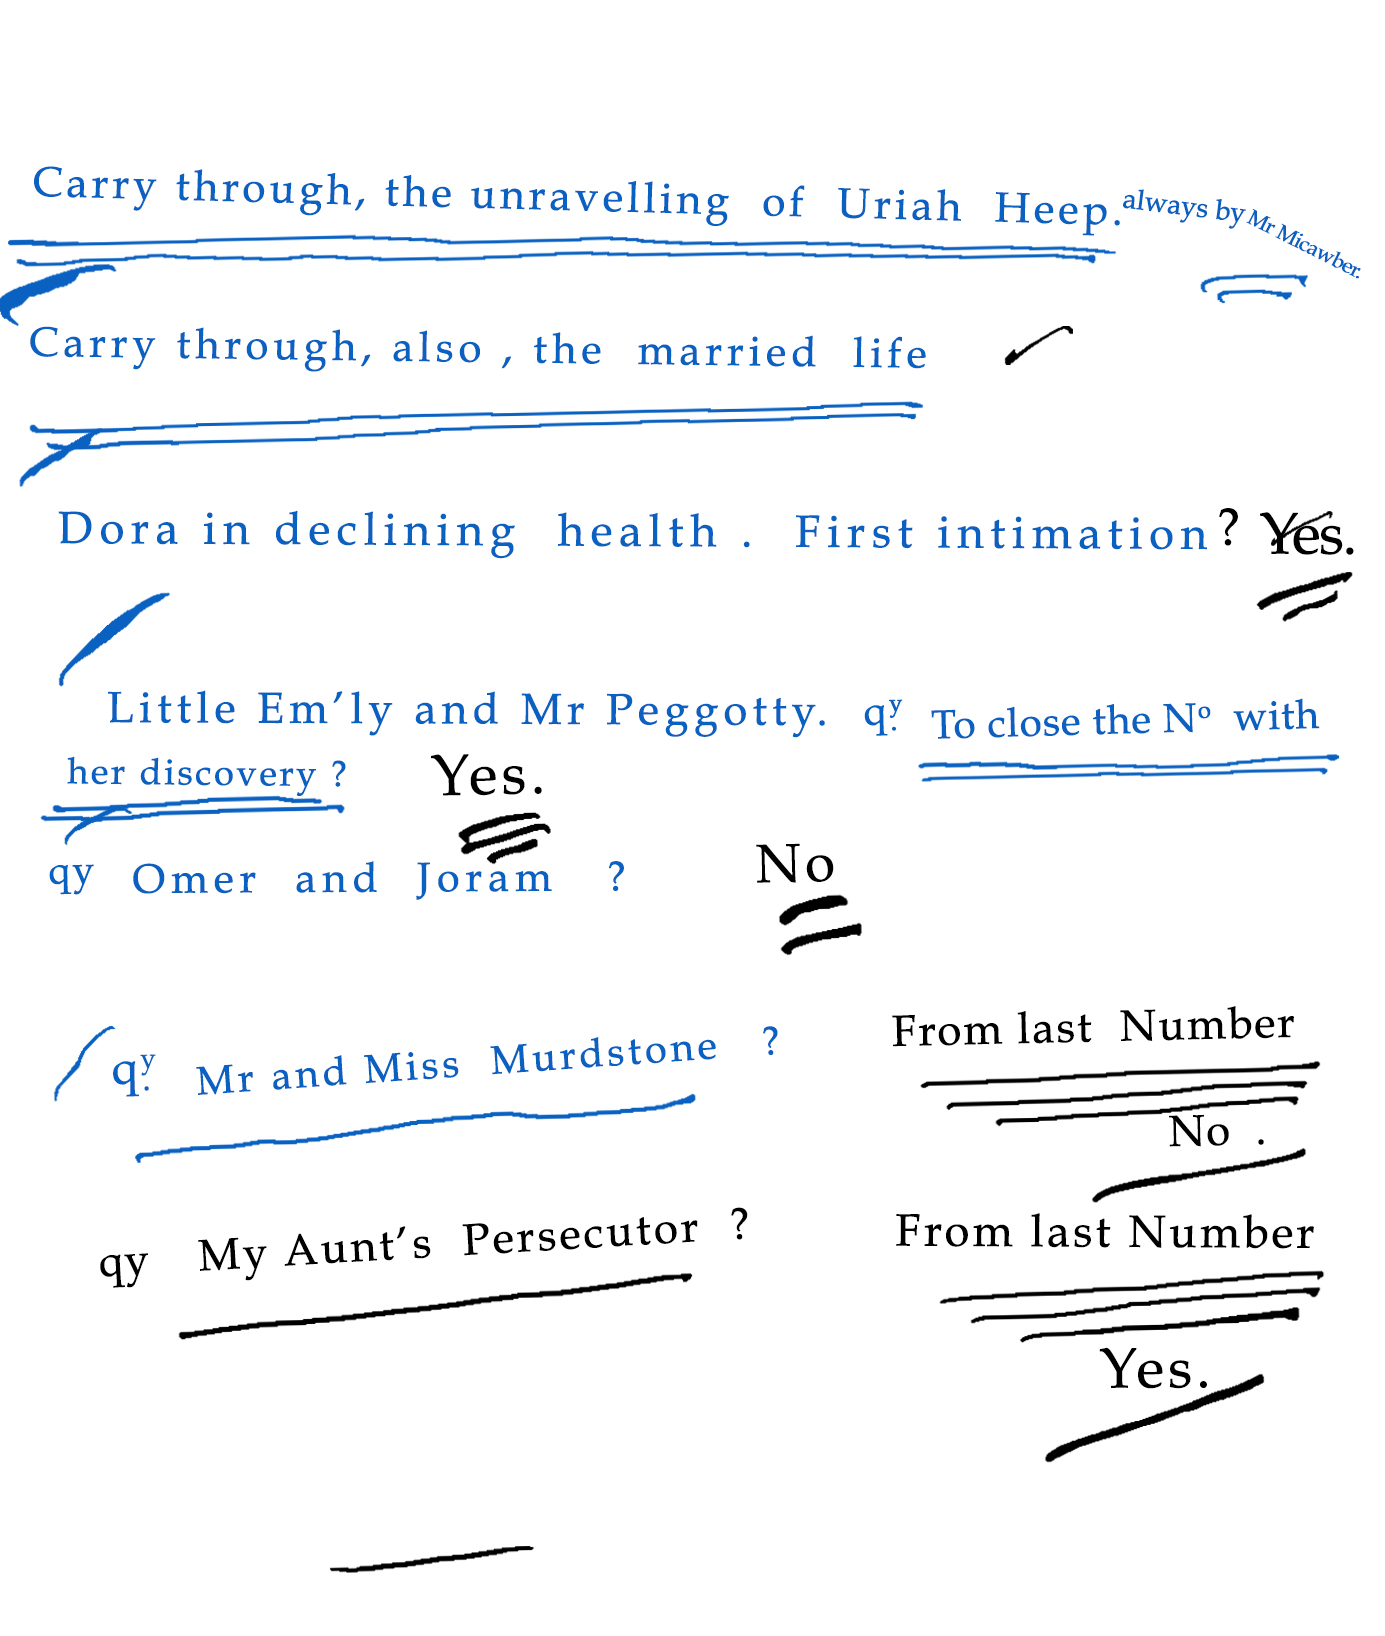 Carry through, the unravelling of Uriah Heep. always by Mr Micawber.
Carry through, also , the married life
Dora in declining health . First intimation ? Yes.
Little Em'ly and Mr Peggotty. qy. To close the Nº with
her discovery ? Yes.
qy Omer and Joram ? No
qy. Mr and Miss Murdstone ? From last Number
No .
qy My Aunt's Persecutor ? From last Number
Yes.